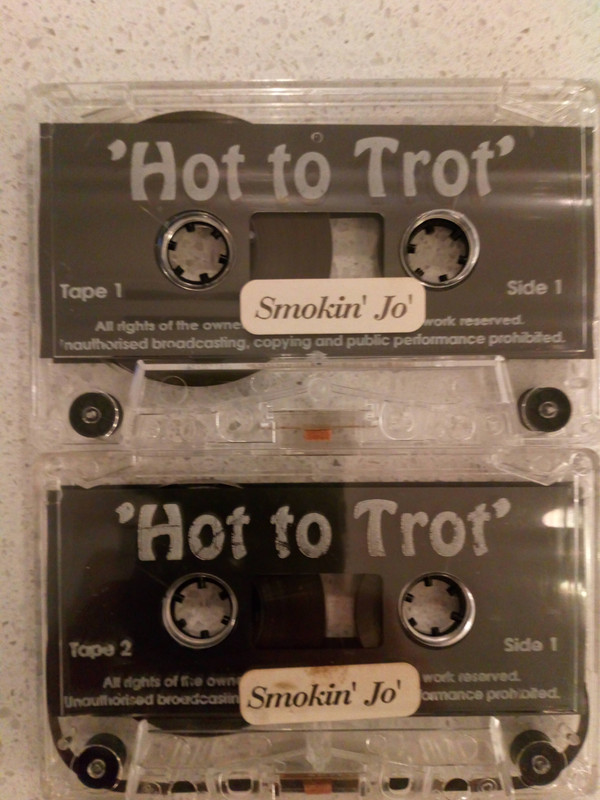 'Hot to Trot'
Tape 1
Side 1
Smokin' Jo'
All rights of the owne work reserved.
nauthorised broadcasting, copying and public performance prohibited.
'Hot to Trot'
Tape 2
Side 1
Smokin' Jo'
All rights of the owne work reserved.
Unauthorised broadcastin ormance prohibited.